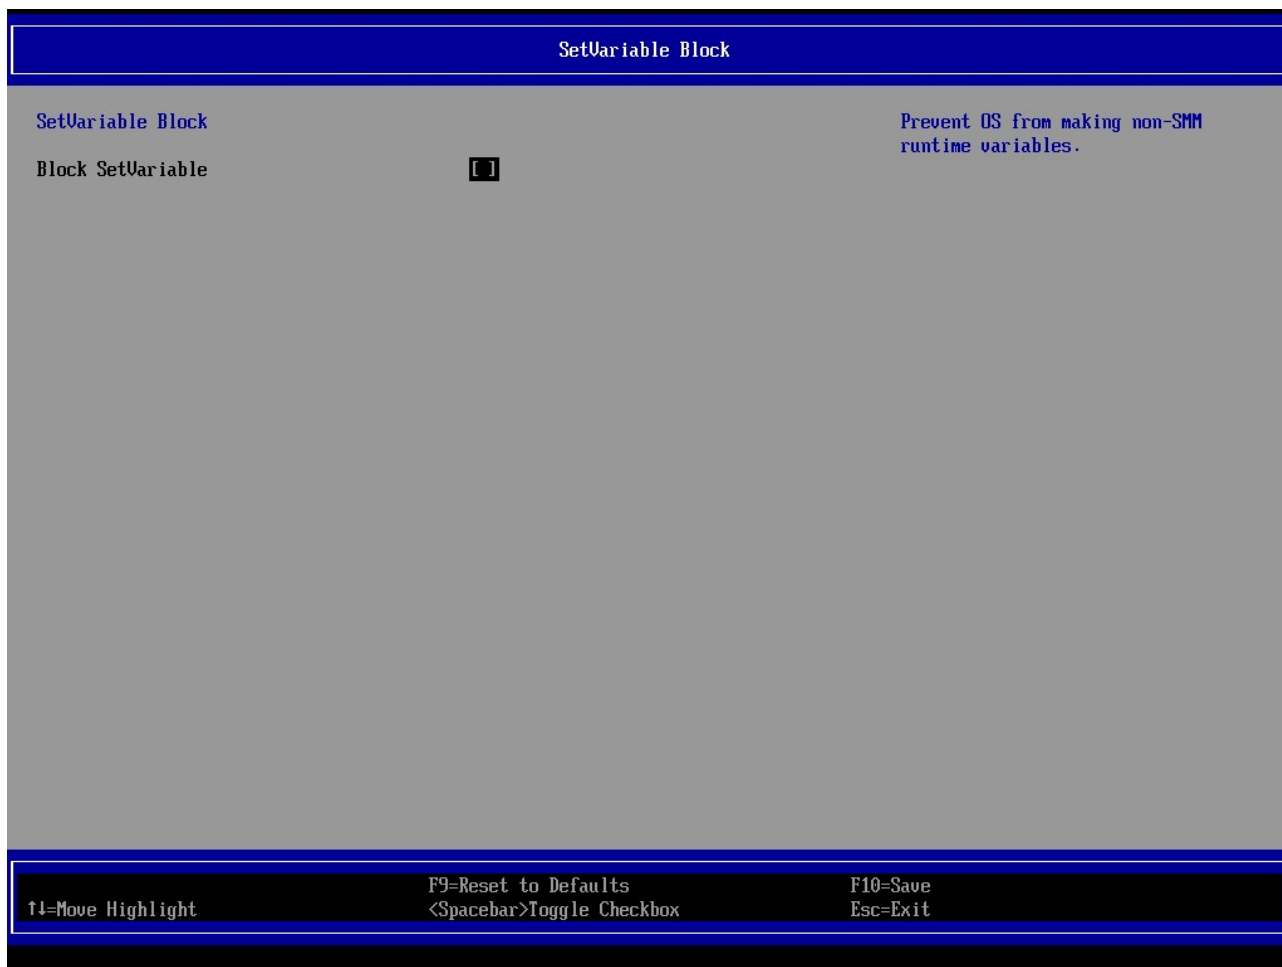 SetVariable Block
SetVariable Block
Prevent OS from making non-SMM
runtime variables.
Block SetVariable [ ]
F9=Reset to Defaults F10=Save
↑↓=Move Highlight <Spacebar>Toggle Checkbox Esc=Exit